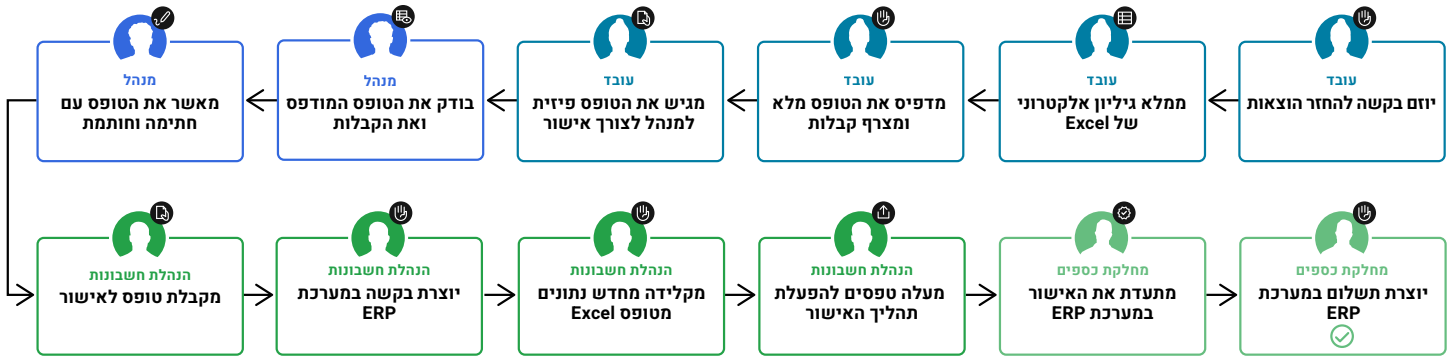 עובד
יוזם בקשה להחזר הוצאות
עובד
ממלא גיליון אלקטרוני
של Excel
עובד
מדפיס את הטופס מלא
ומצרף קבלות
עובד
מגיש את הטופס פיזית
למנהל לצורך אישור
מנהל
בודק את הטופס המודפס
ואת הקבלות
מנהל
מאשר את הטופס עם
חתימה וחותמת
הנהלת חשבונות
מקבלת טופס לאישור
הנהלת חשבונות
יוצרת בקשה במערכת
ERP
הנהלת חשבונות
מקלידה מחדש נתונים
מטופס Excel
הנהלת חשבונות
מעלה טפסים להפעלת
תהליך האישור
מחלקת כספים
מתעדת את האישור
במערכת ERP
מחלקת כספים
יוצרת תשלום במערכת
ERP